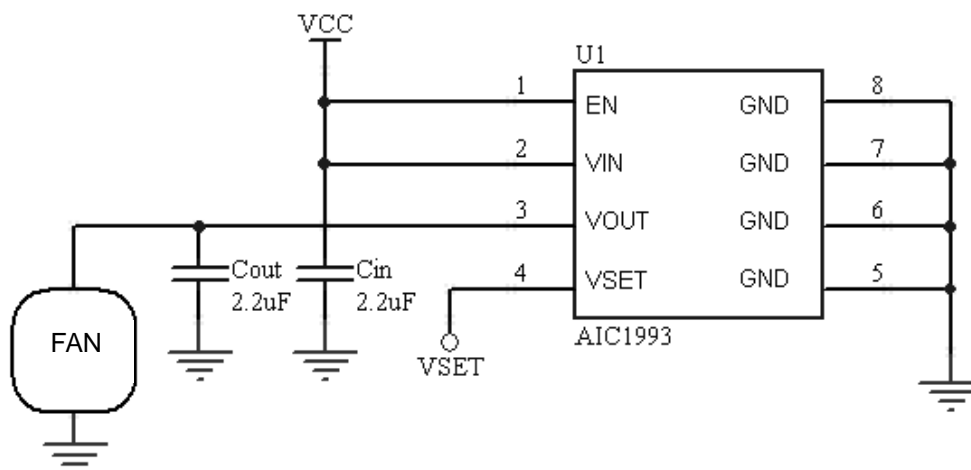 VCC
U1
1
EN
GND
8
2
VIN
GND
7
3
VOUT
GND
6
4
VSET
GND
5
Cout
2.2uF
Cin
2.2uF
FAN
VSET
AIC1993